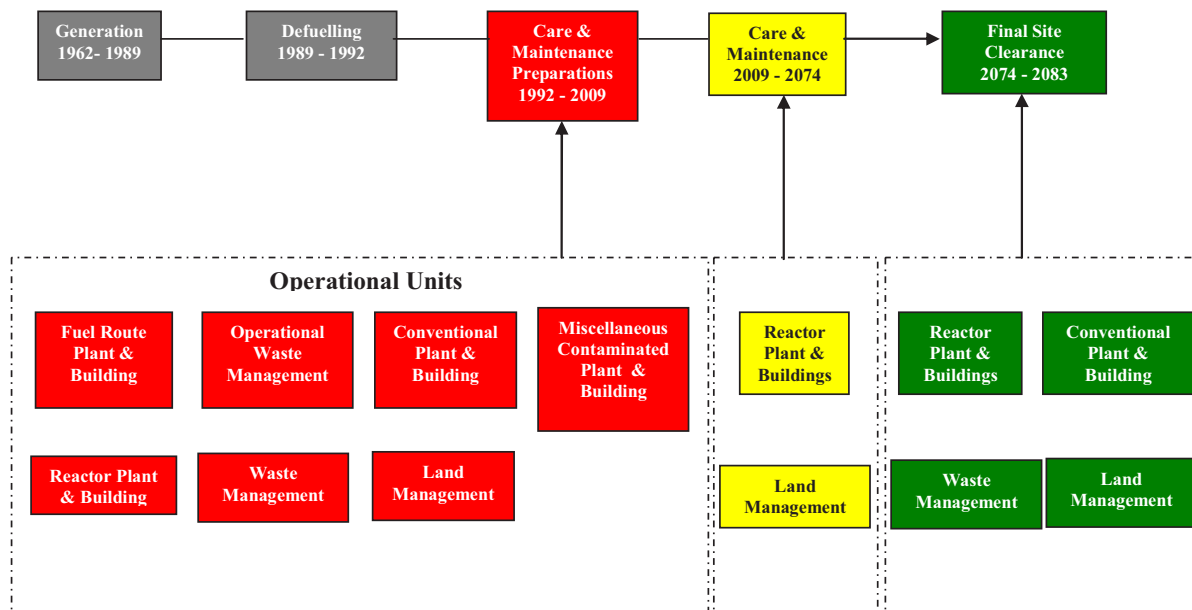 Generation
1962- 1989
Defuelling
1989 - 1992
Care &
Maintenance
Preparations
1992 - 2009
Care &
Maintenance
2009 - 2074
Final Site
Clearance
2074 - 2083
Operational Units
Fuel Route
Plant &
Building
Operational
Waste
Management
Conventional
Plant &
Building
Miscellaneous
Contaminated
Plant &
Building
Reactor Plant
& Building
Waste
Management
Land
Management
Reactor
Plant &
Buildings
Land
Management
Reactor
Plant &
Buildings
Conventional
Plant &
Building
Waste
Management
Land
Management